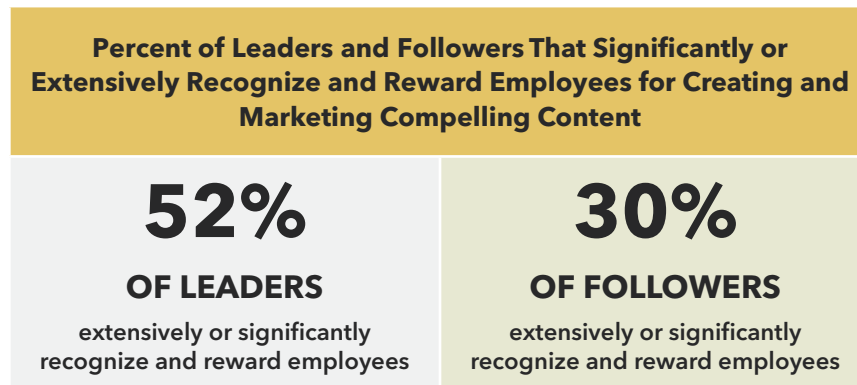 Percent of Leaders and Followers That Significantly or
Extensively Recognize and Reward Employees for Creating and
Marketing Compelling Content
52%
OF LEADERS
extensively or significantly
recognize and reward employees
30%
OF FOLLOWERS
extensively or significantly
recognize and reward employees